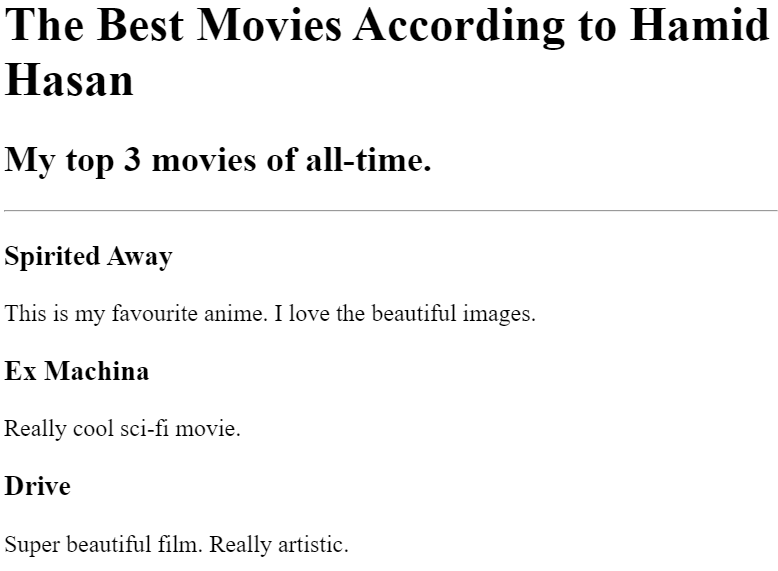 The Best Movies According to Hamid
Hasan
My top 3 movies of all-time.
Spirited Away
This is my favourite anime. I love the beautiful images.
Ex Machina
Really cool sci-fi movie.
Drive
Super beautiful film. Really artistic.